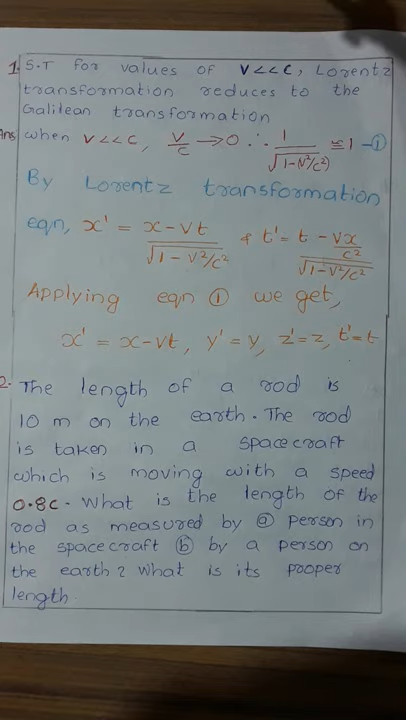 1. S.T for values of V<<C, Lorentz
transformation reduces to the
Galilean transformation
Ans when V<<C, V/C → 0 ∴ 1/√(1-(V²/C²)) ≅ 1 - ①
By Lorentz transformation
eqn, x' = (x - Vt)/√(1 - V²/C²) & t' = (t - Vx/C²)/√(1-V²/C²)
Applying eqn ① we get,
x' = x - Vt, y' = y, z' = z, t' = t
2. The length of a rod is
10 m on the earth. The rod
is taken in a spacecraft
which is moving with a speed
0.8C. What is the length of the
rod as measured by ⓐ person in
the spacecraft ⓑ by a person on
the earth? What is its pooper
length.